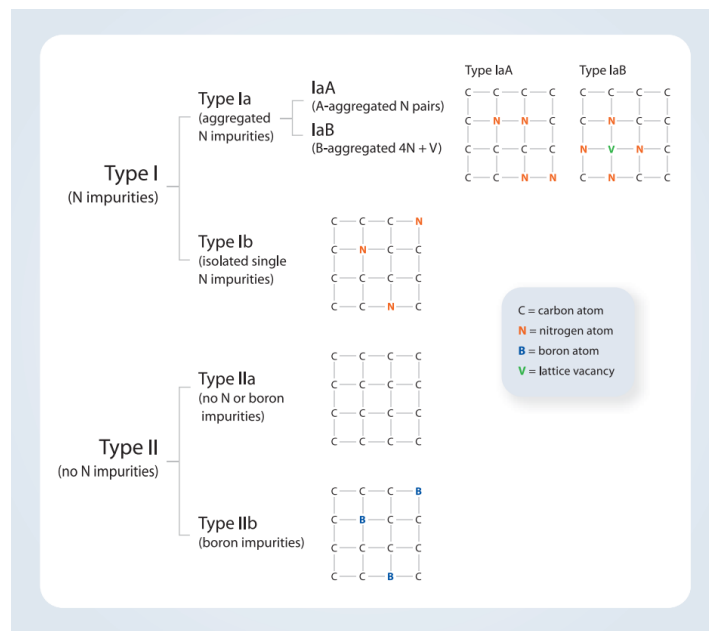 Type IaA
Type IaB
Type Ia
(aggregated
N impurities)
IaA
(A-aggregated N pairs)
IaB
(B-aggregated 4N + V)
C C C C
C N N C
C C C C
C C N N
C C C C
C N C C
N V N C
C N C C
Type I
(N impurities)
Type Ib
(isolated single
N impurities)
C C C N
C N C C
C C C C
C C N C
C = carbon atom
N = nitrogen atom
B = boron atom
V = lattice vacancy
Type IIa
(no N or boron
impurities)
C C C C
C C C C
C C C C
C C C C
Type II
(no N impurities)
Type IIb
(boron impurities)
C C C B
C B C C
C C C C
C C B C